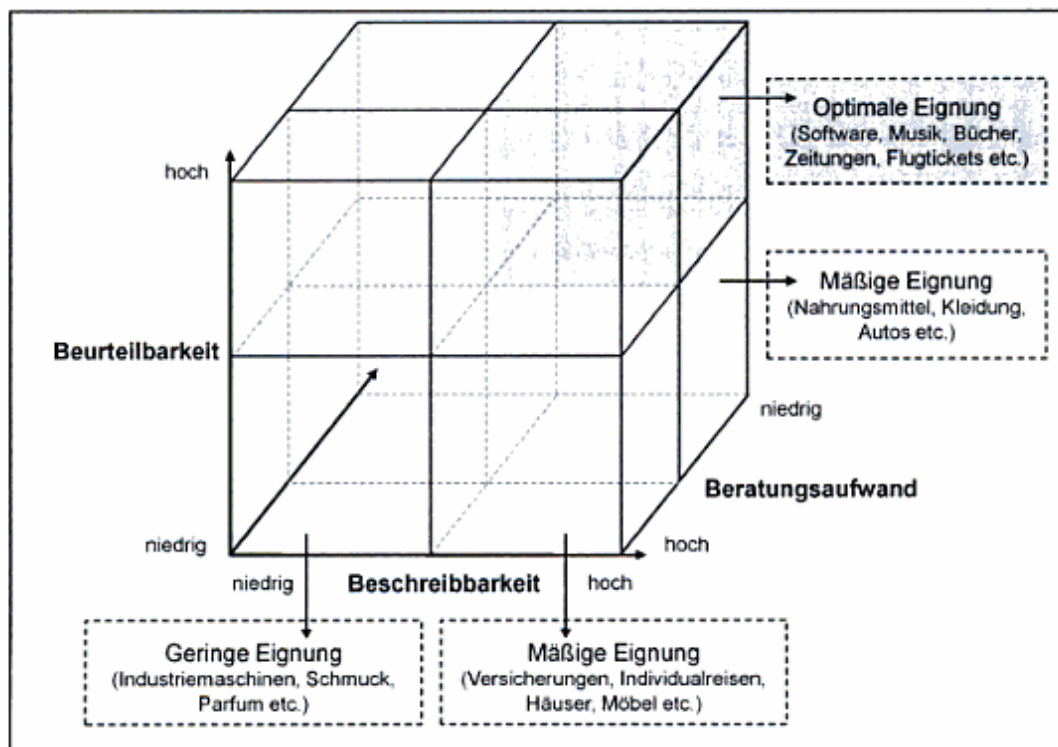 Optimale Eignung
(Software, Musik, Bücher,
Zeitungen, Flugtickets etc.)
hoch
Mäßige Eignung
(Nahrungsmittel, Kleidung,
Autos etc.)
Beurteilbarkeit
niedrig
Beratungsaufwand
niedrig
hoch
niedrig
Beschreibbarkeit
hoch
Geringe Eignung
(Industriemaschinen, Schmuck,
Parfum etc.)
Mäßige Eignung
(Versicherungen, Individualreisen,
Häuser, Möbel etc.)